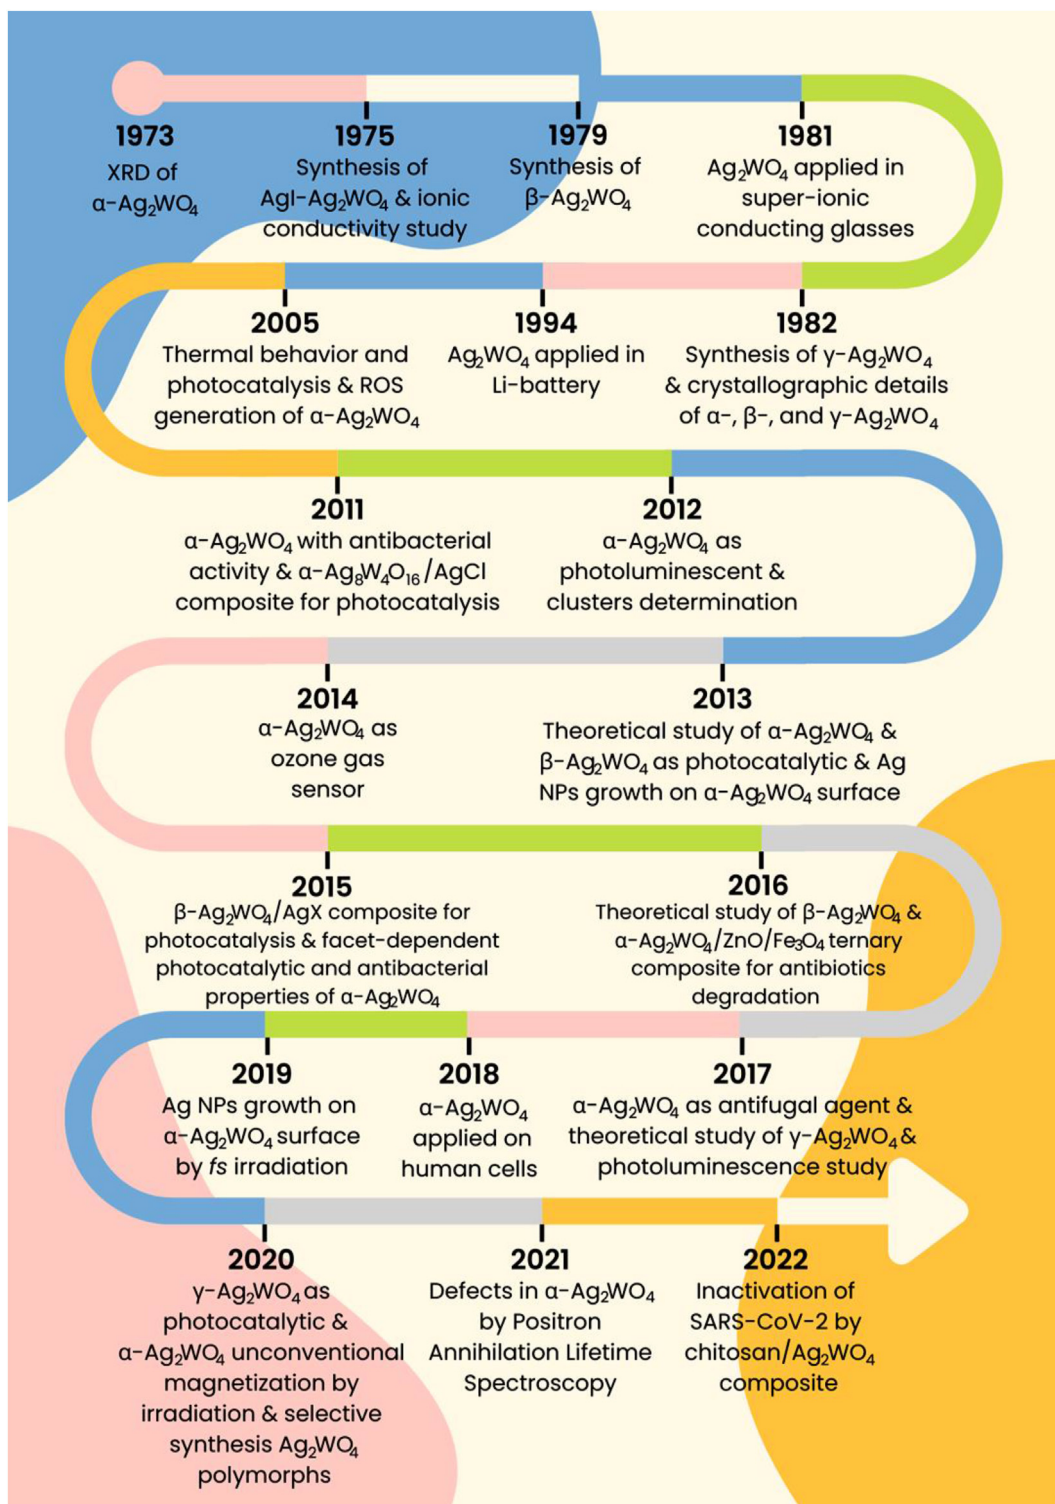 1973
XRD of
α-Ag₂WO₄
1975
Synthesis of
AgI-Ag₂WO₄ & ionic
conductivity study
1979
Synthesis of
β-Ag₂WO₄
1981
Ag₂WO₄ applied in
super-ionic
conducting glasses
2005
Thermal behavior and
photocatalysis & ROS
generation of α-Ag₂WO₄
1994
Ag₂WO₄ applied in
Li-battery
1982
Synthesis of γ-Ag₂WO₄
& crystallographic details
of α-, β-, and γ-Ag₂WO₄
2011
α-Ag₂WO₄ with antibacterial
activity & α-Ag₈W₄O₁₆/AgCl
composite for photocatalysis
2012
α-Ag₂WO₄ as
photoluminescent &
clusters determination
2014
α-Ag₂WO₄ as
ozone gas
sensor
2013
Theoretical study of α-Ag₂WO₄ &
β-Ag₂WO₄ as photocatalytic & Ag
NPs growth on α-Ag₂WO₄ surface
2015
β-Ag₂WO₄/AgX composite for
photocatalysis & facet-dependent
photocatalytic and antibacterial
properties of α-Ag₂WO₄
2016
Theoretical study of β-Ag₂WO₄ &
α-Ag₂WO₄/ZnO/Fe₃O₄ ternary
composite for antibiotics
degradation
2019
Ag NPs growth on
α-Ag₂WO₄ surface
by fs irradiation
2018
α-Ag₂WO₄
applied on
human cells
2017
α-Ag₂WO₄ as antifugal agent &
theoretical study of γ-Ag₂WO₄ &
photoluminescence study
2020
γ-Ag₂WO₄ as
photocatalytic &
α-Ag₂WO₄ unconventional
magnetization by
irradiation & selective
synthesis Ag₂WO₄
polymorphs
2021
Defects in α-Ag₂WO₄
by Positron
Annihilation Lifetime
Spectroscopy
2022
Inactivation of
SARS-CoV-2 by
chitosan/Ag₂WO₄
composite